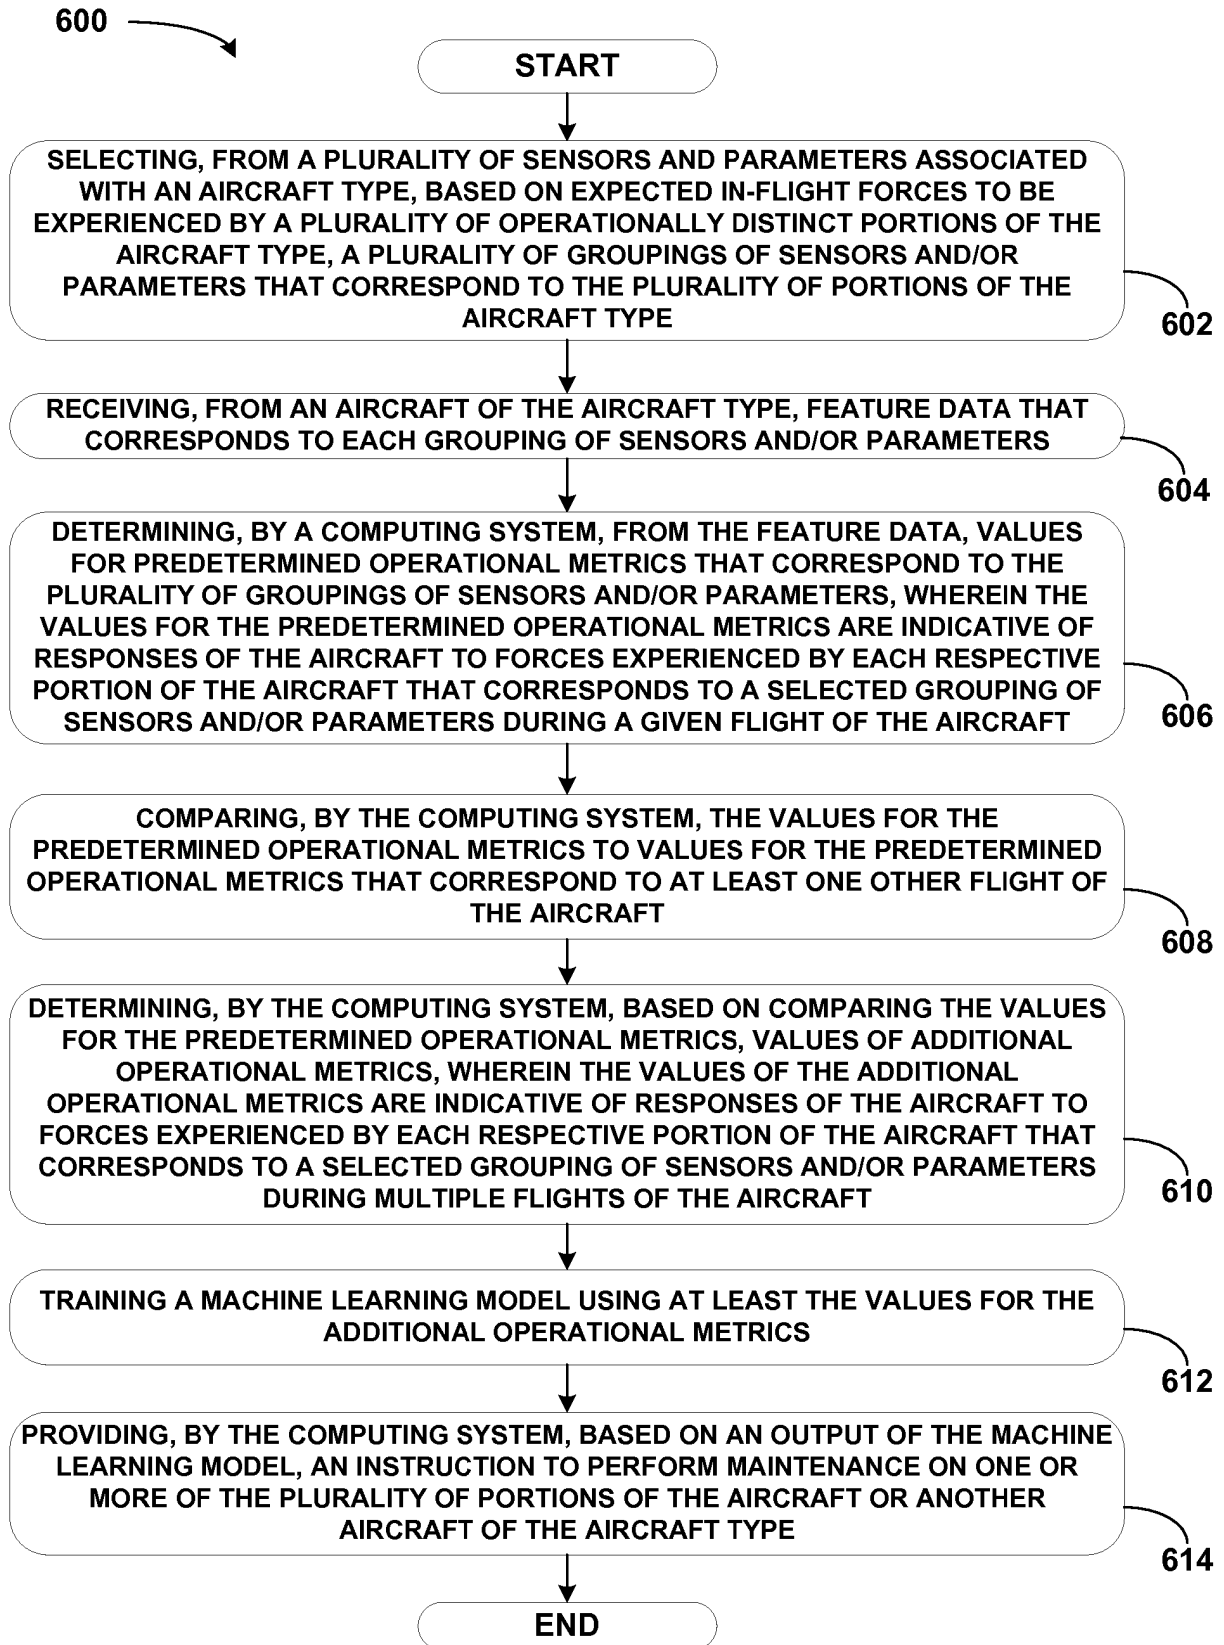 600
START
SELECTING, FROM A PLURALITY OF SENSORS AND PARAMETERS ASSOCIATED
WITH AN AIRCRAFT TYPE, BASED ON EXPECTED IN-FLIGHT FORCES TO BE
EXPERIENCED BY A PLURALITY OF OPERATIONALLY DISTINCT PORTIONS OF THE
AIRCRAFT TYPE, A PLURALITY OF GROUPINGS OF SENSORS AND/OR
PARAMETERS THAT CORRESPOND TO THE PLURALITY OF PORTIONS OF THE
AIRCRAFT TYPE
602
RECEIVING, FROM AN AIRCRAFT OF THE AIRCRAFT TYPE, FEATURE DATA THAT
CORRESPONDS TO EACH GROUPING OF SENSORS AND/OR PARAMETERS
604
DETERMINING, BY A COMPUTING SYSTEM, FROM THE FEATURE DATA, VALUES
FOR PREDETERMINED OPERATIONAL METRICS THAT CORRESPOND TO THE
PLURALITY OF GROUPINGS OF SENSORS AND/OR PARAMETERS, WHEREIN THE
VALUES FOR THE PREDETERMINED OPERATIONAL METRICS ARE INDICATIVE OF
RESPONSES OF THE AIRCRAFT TO FORCES EXPERIENCED BY EACH RESPECTIVE
PORTION OF THE AIRCRAFT THAT CORRESPONDS TO A SELECTED GROUPING OF
SENSORS AND/OR PARAMETERS DURING A GIVEN FLIGHT OF THE AIRCRAFT
606
COMPARING, BY THE COMPUTING SYSTEM, THE VALUES FOR THE
PREDETERMINED OPERATIONAL METRICS TO VALUES FOR THE PREDETERMINED
OPERATIONAL METRICS THAT CORRESPOND TO AT LEAST ONE OTHER FLIGHT OF
THE AIRCRAFT
608
DETERMINING, BY THE COMPUTING SYSTEM, BASED ON COMPARING THE VALUES
FOR THE PREDETERMINED OPERATIONAL METRICS, VALUES OF ADDITIONAL
OPERATIONAL METRICS, WHEREIN THE VALUES OF THE ADDITIONAL
OPERATIONAL METRICS ARE INDICATIVE OF RESPONSES OF THE AIRCRAFT TO
FORCES EXPERIENCED BY EACH RESPECTIVE PORTION OF THE AIRCRAFT THAT
CORRESPONDS TO A SELECTED GROUPING OF SENSORS AND/OR PARAMETERS
DURING MULTIPLE FLIGHTS OF THE AIRCRAFT
610
TRAINING A MACHINE LEARNING MODEL USING AT LEAST THE VALUES FOR THE
ADDITIONAL OPERATIONAL METRICS
612
PROVIDING, BY THE COMPUTING SYSTEM, BASED ON AN OUTPUT OF THE MACHINE
LEARNING MODEL, AN INSTRUCTION TO PERFORM MAINTENANCE ON ONE OR
MORE OF THE PLURALITY OF PORTIONS OF THE AIRCRAFT OR ANOTHER
AIRCRAFT OF THE AIRCRAFT TYPE
614
END